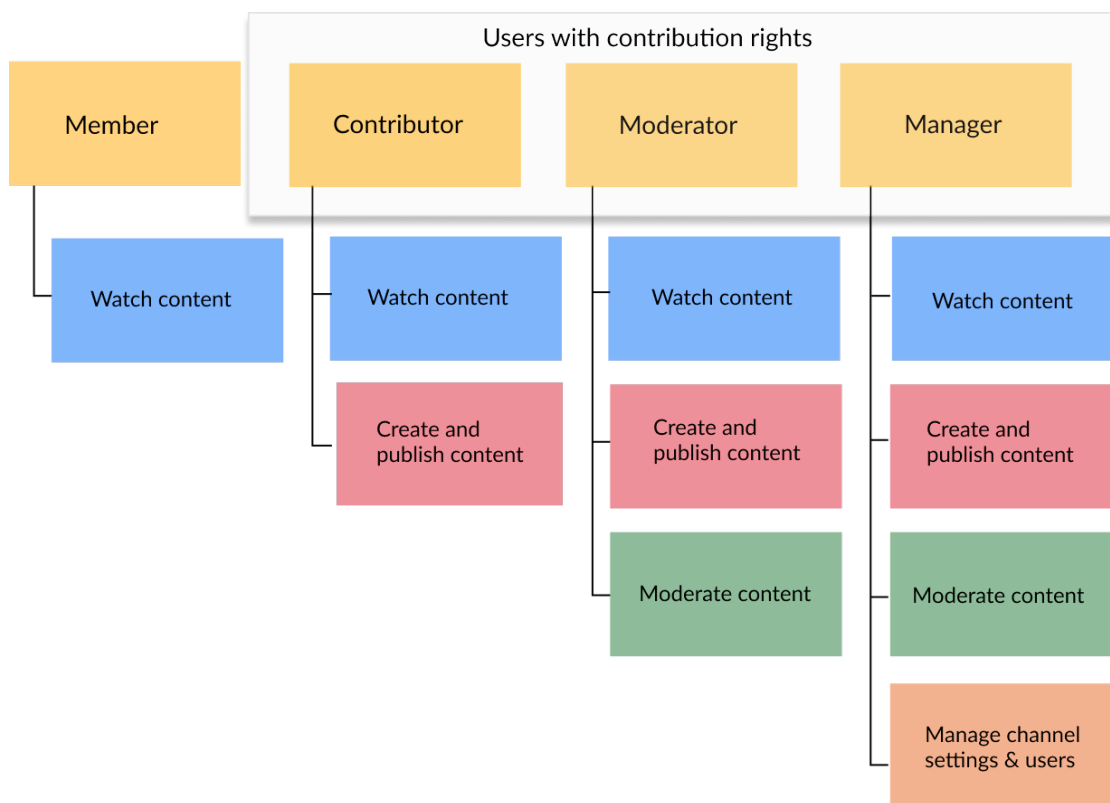 Users with contribution rights
Member
Contributor
Moderator
Manager
Watch content
Watch content
Watch content
Watch content
Create and
publish content
Create and
publish content
Create and
publish content
Moderate content
Moderate content
Manage channel
settings & users